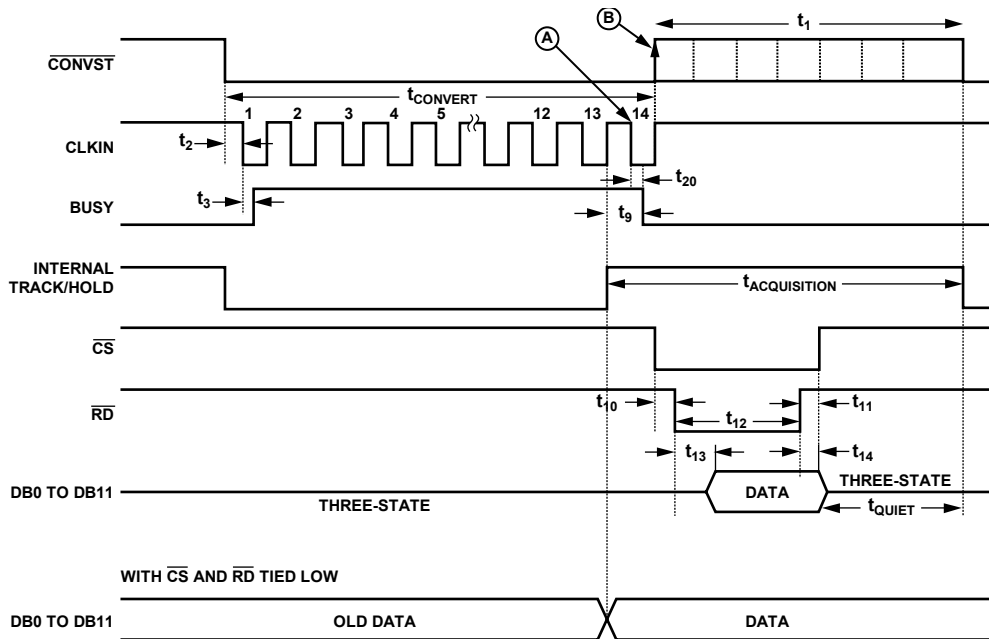 B
t1
A
CONVST
tCONVERT
1 2 3 4 5 12 13 14
CLKIN
t2
t20
t3
BUSY
t9
INTERNAL
TRACK/HOLD
tACQUISITION
CS
RD
t10
t12
t11
t13
t14
DB0 TO DB11
THREE-STATE
DATA
THREE-STATE
tQUIET
WITH CS AND RD TIED LOW
DB0 TO DB11
OLD DATA
DATA